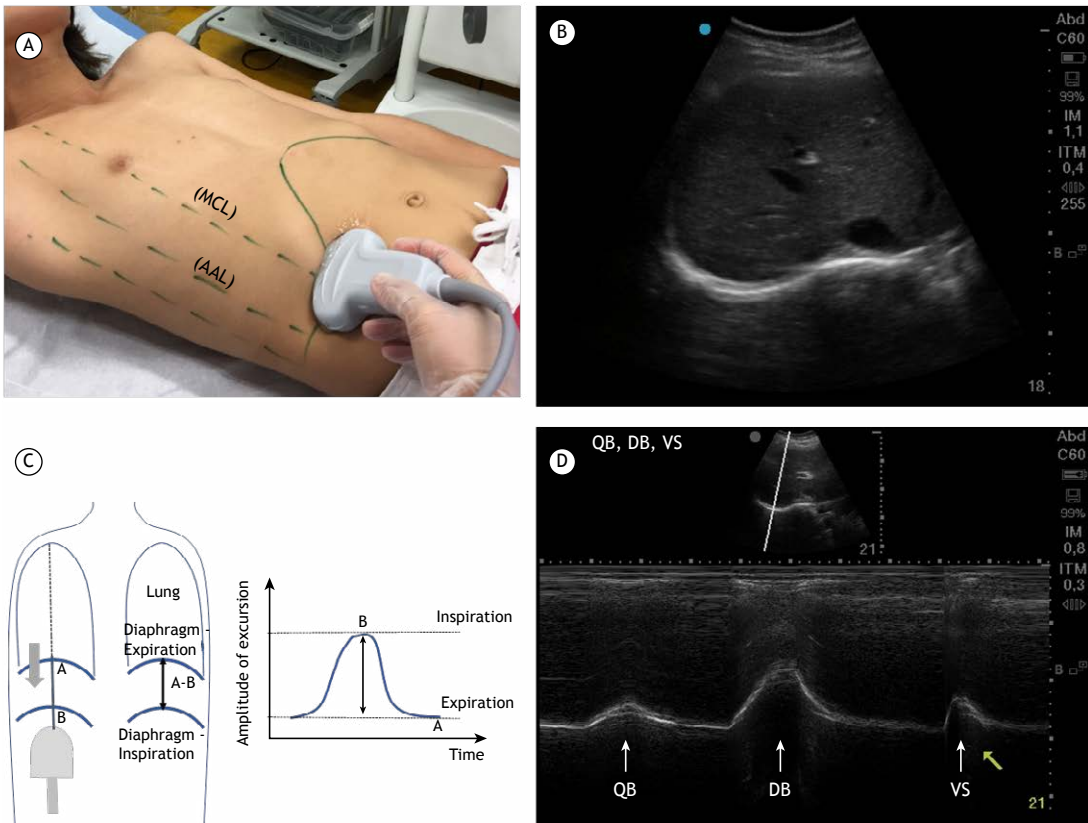 A
(MCL)
(AAL)
B
Abd
C60
99%
IM
1,1
ITM
0,4
255
B
18
C
Lung
Diaphragm -
Expiration
A
A-B
B
Diaphragm -
Inspiration
Amplitude of excursion
B
Inspiration
Expiration
A
Time
D
QB, DB, VS
21
Abd
C60
99%
IM
0,8
ITM
0,3
B
QB
DB
VS
21